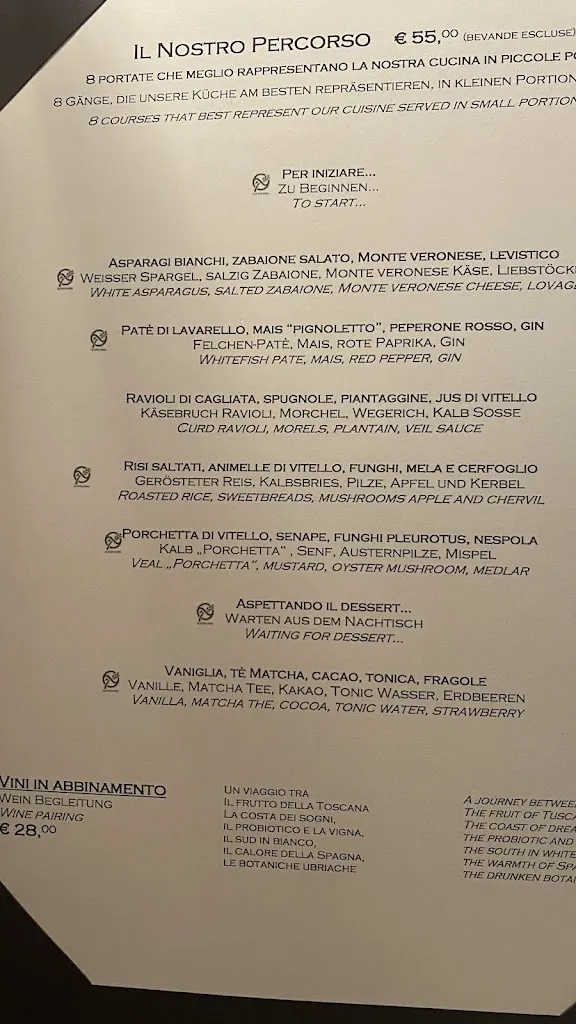 IL NOSTRO PERCORSO € 55,00 (BEVANDE ESCLUSE)
8 PORTATE CHE MEGLIO RAPPRESENTANO LA NOSTRA CUCINA IN PICCOLE
8 GÄNGE, DIE UNSERE KÜCHE AM BESTEN REPRÄSENTIEREN, IN KLEINEN PORTION
8 COURSES THAT BEST REPRESENT OUR CUISINE SERVED IN SMALL PORTION
PER INIZIARE...
ZU BEGINNEN...
TO START...
ASPARAGI BIANCHI, ZABAIONE SALATO, MONTE VERONESE, LEVISTICO
WEISSER SPARGEL, SALZIG ZABAIONE, MONTE VERONESE KÄSE, LIEBSTÖCK
WHITE ASPARAGUS, SALTED ZABAIONE, MONTE VERONESE CHEESE, LOVAGE
PATÈ DI LAVARELLO, MAIS "PIGNOLETTO", PEPERONE ROSSO, GIN
FELCHEN-PATÈ, MAIS, ROTE PAPRIKA, GIN
WHITEFISH PATE, MAIS, RED PEPPER, GIN
RAVIOLI DI CAGLIATA, SPUGNOLE, PIANTAGGINE, JUS DI VITELLO
KÄSEBRUCH RAVIOLI, MORCHEL, WEGERICH, KALB SOSSE
CURD RAVIOLI, MORELS, PLANTAIN, VEIL SAUCE
RISI SALTATI, ANIMELLE DI VITELLO, FUNGHI, MELA E CERFOGLIO
GERÖSTETER REIS, KALBSBRIES, PILZE, APFEL UND KERBEL
ROASTED RICE, SWEETBREADS, MUSHROOMS APPLE AND CHERVIL
PORCHETTA DI VITELLO, SENAPE, FUNGHI PLEUROTUS, NESPOLA
KALB „PORCHETTA" , SENF, AUSTERNPILZE, MISPEL
VEAL „PORCHETTA", MUSTARD, OYSTER MUSHROOM, MEDLAR
ASPETTANDO IL DESSERT...
WARTEN AUS DEM NACHTISCH
WAITING FOR DESSERT...
VANIGLIA, TÈ MATCHA, CACAO, TONICA, FRAGOLE
VANILLE, MATCHA TEE, KAKAO, TONIC WASSER, ERDBEEREN
VANILLA, MATCHA THE, COCOA, TONIC WATER, STRAWBERRY
VINI IN ABBINAMENTO
WEIN BEGLEITUNG
WINE PAIRING
€ 28,00
UN VIAGGIO TRA
IL FRUTTO DELLA TOSCANA
LA COSTA DEI SOGNI,
IL PROBIOTICO E LA VIGNA,
IL SUD IN BIANCO,
IL CALORE DELLA SPAGNA,
LE BOTANICHE UBRIACHE
A JOURNEY BETWEEN
THE FRUIT OF TUSCA
THE COAST OF DREA
THE PROBIOTIC AND
THE SOUTH IN WHITE
THE WARMTH OF SPA
THE DRUNKEN BOTA